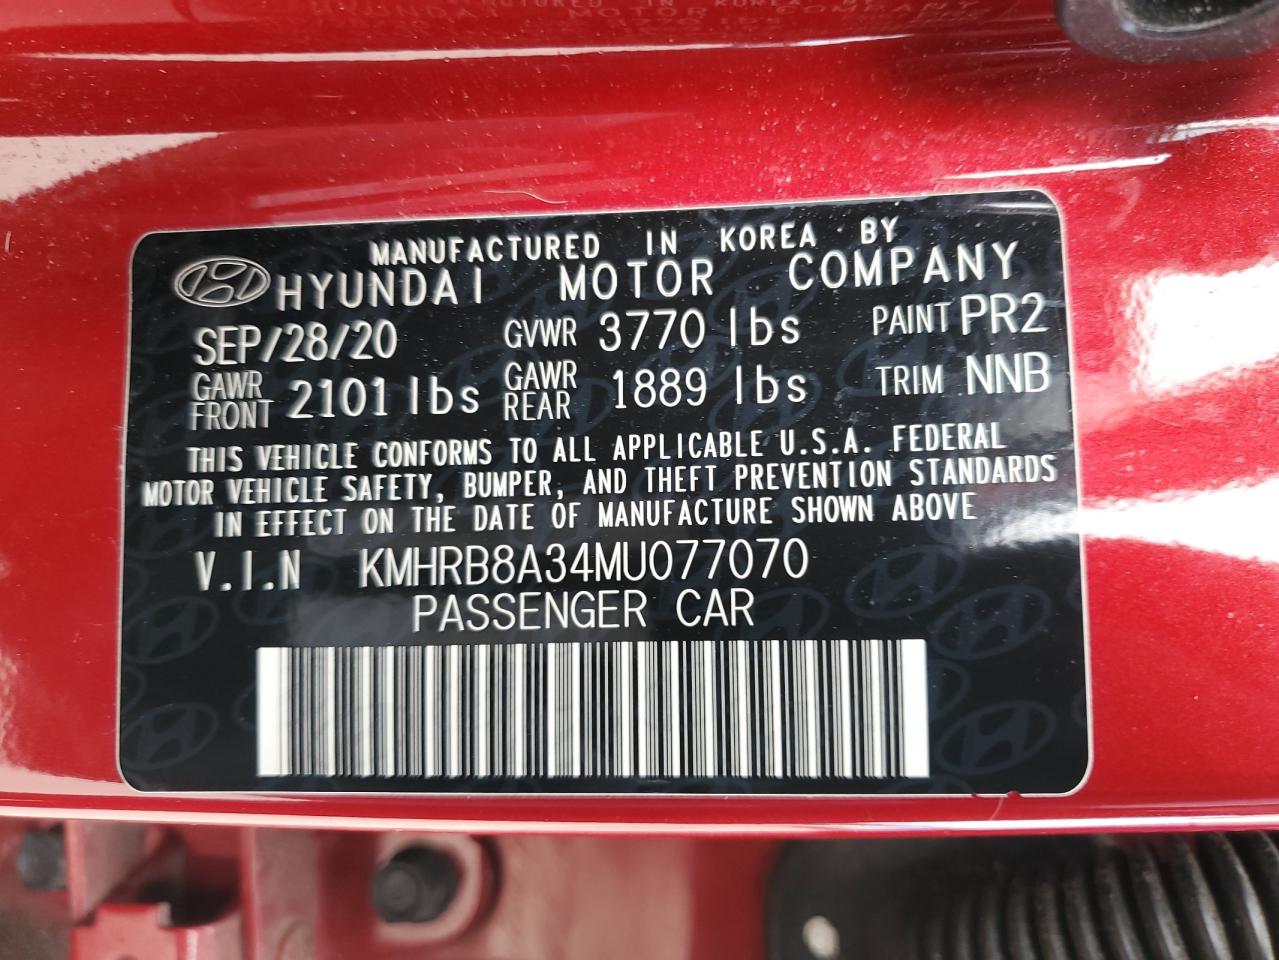 MANUFACTURED IN KOREA BY
HYUNDAI MOTOR COMPANY
SEP/28/20 GVWR 3770 lbs PAINT PR2
GAWR FRONT 2101 lbs GAWR REAR 1889 lbs TRIM NNB
THIS VEHICLE CONFORMS TO ALL APPLICABLE U.S.A. FEDERAL
MOTOR VEHICLE SAFETY, BUMPER, AND THEFT PREVENTION STANDARDS
IN EFFECT ON THE DATE OF MANUFACTURE SHOWN ABOVE
V.I.N KMHRB8A34MU077070
PASSENGER CAR